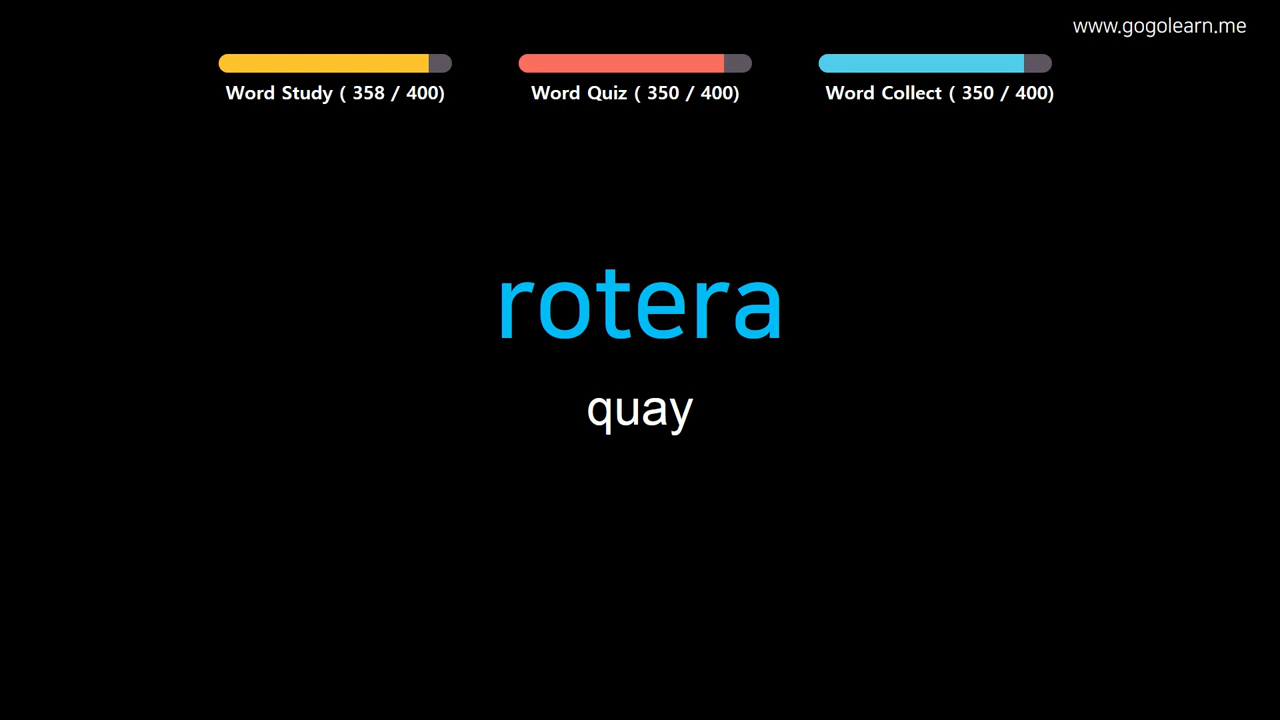 www.gogolearn.me
Word Study ( 358 / 400)
Word Quiz ( 350 / 400)
Word Collect ( 350 / 400)
rotera
quay